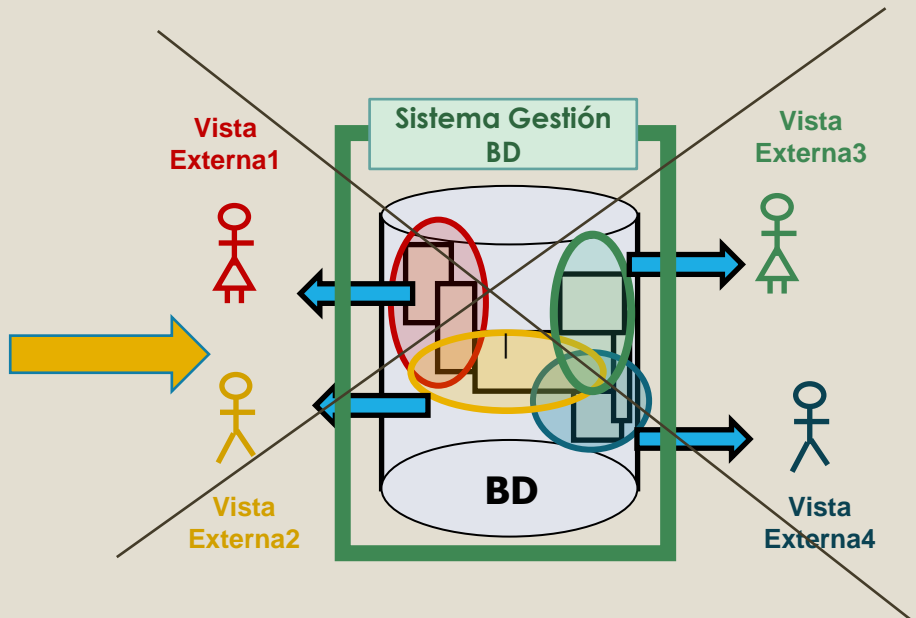 Sistema Gestión
BD
Vista
Externa1
Vista
Externa3
BD
Vista
Externa2
Vista
Externa4